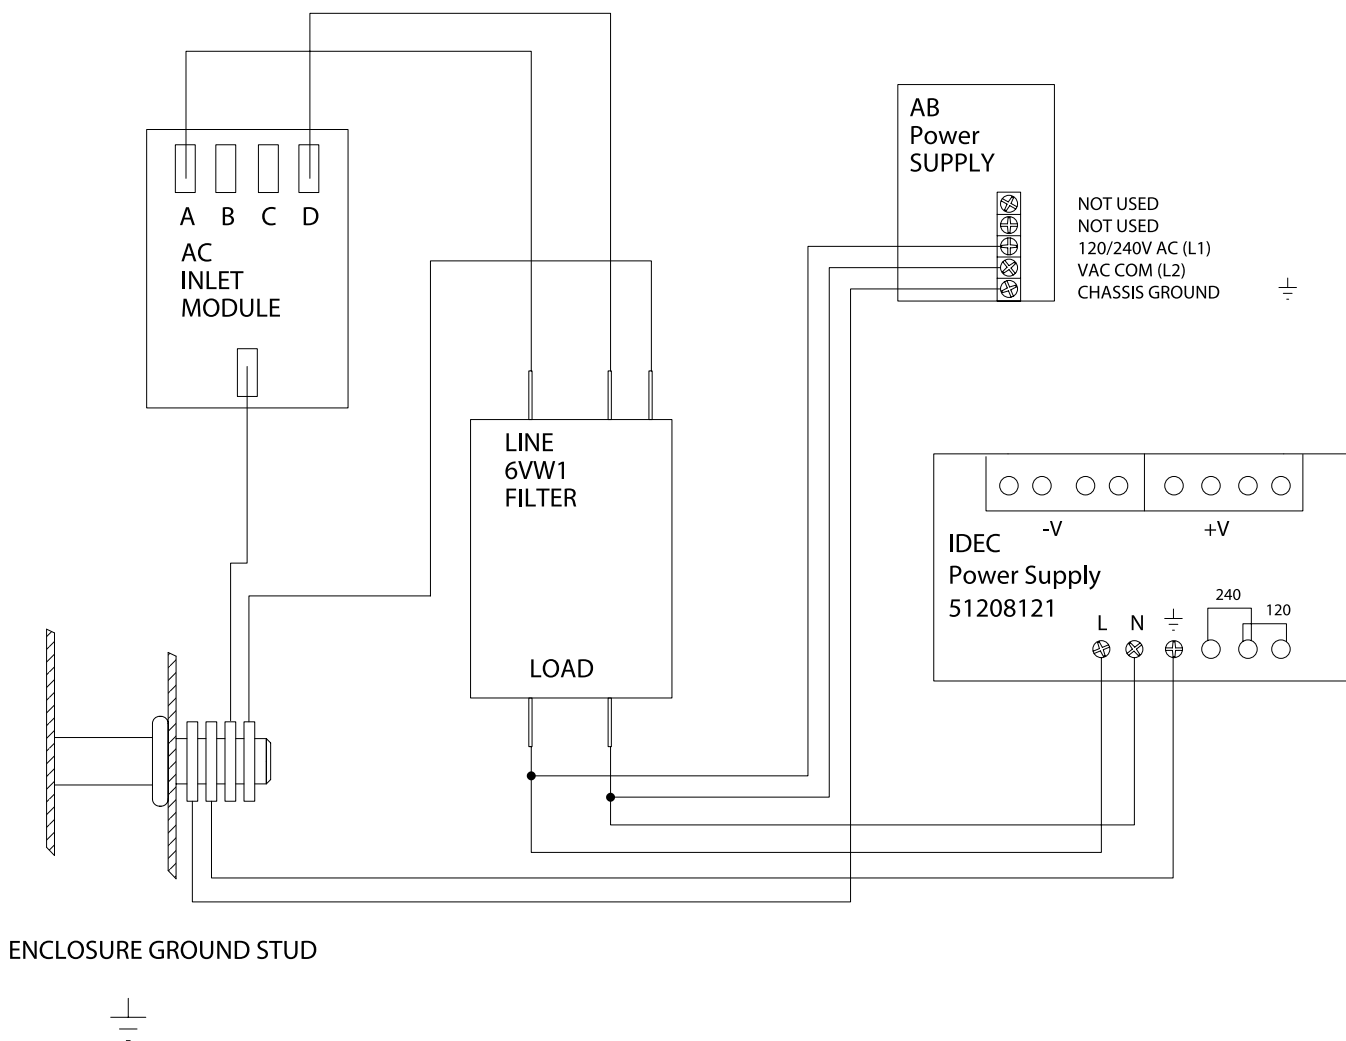 AB
Power
SUPPLY
NOT USED
NOT USED
120/240V AC (L1)
VAC COM (L2)
CHASSIS GROUND
A B C D
AC
INLET
MODULE
LINE
6VW1
FILTER
LOAD
-V +V
IDEC
Power Supply
51208121
L N
240
120
ENCLOSURE GROUND STUD